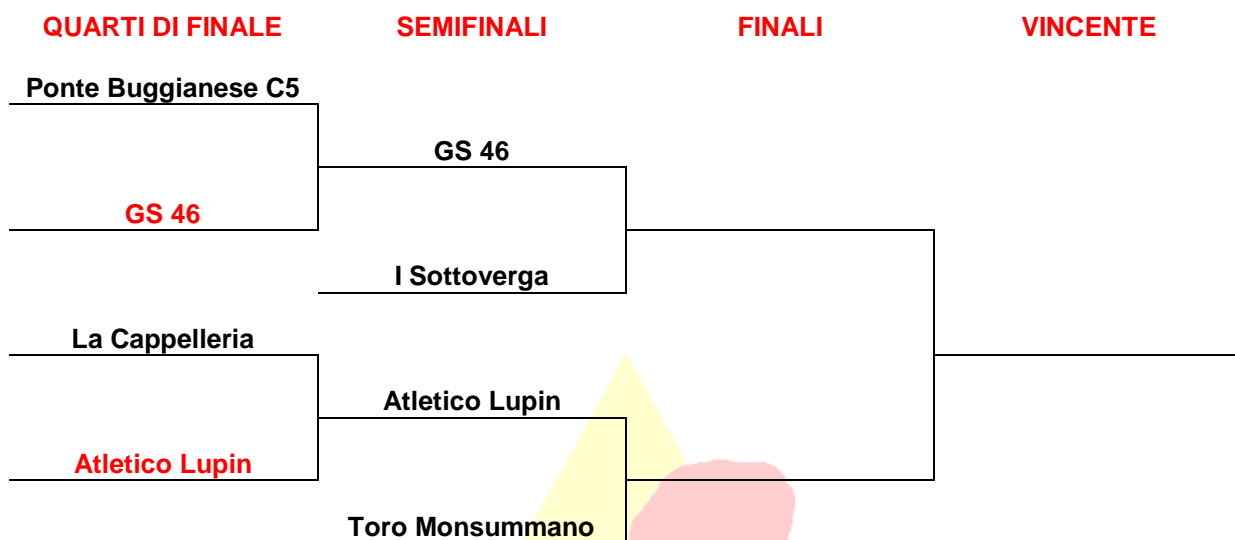 QUARTI DI FINALE SEMIFINALI FINALI VINCENTE
Ponte Buggianese C5
GS 46
GS 46
I Sottoverga
La Cappelleria
Atletico Lupin
Atletico Lupin
Toro Monsummano